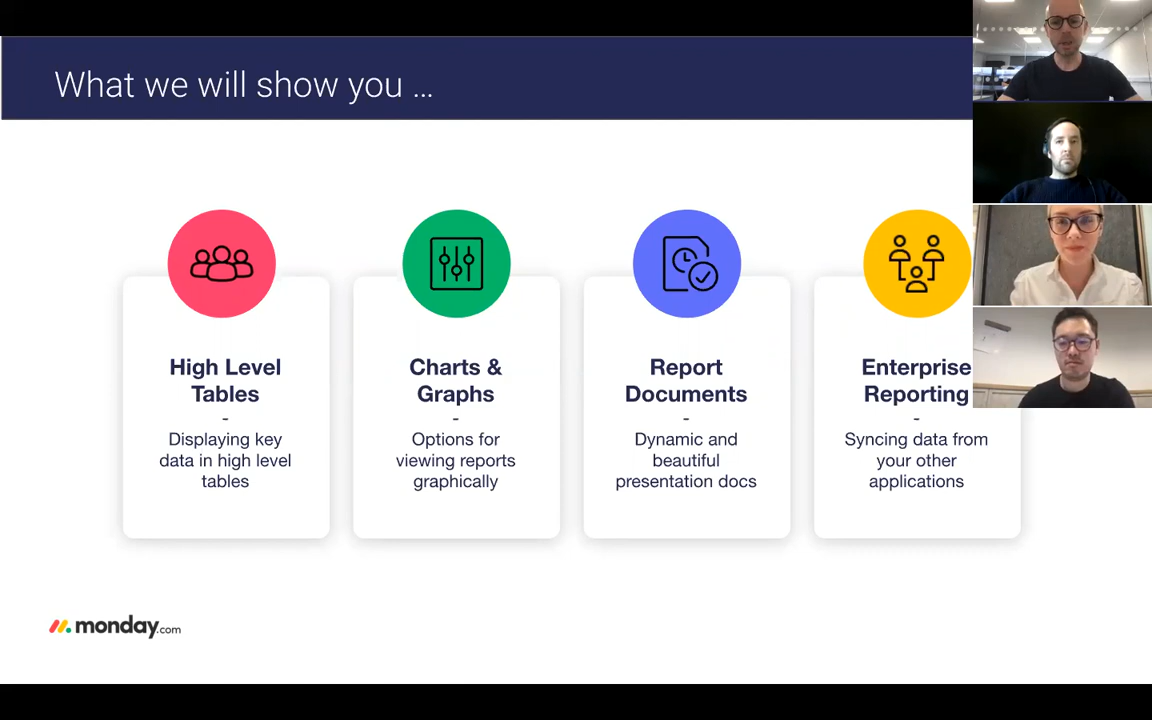 What we will show you ...
High Level
Tables
-
Displaying key
data in high level
tables
Charts &
Graphs
-
Options for
viewing reports
graphically
Report
Documents
-
Dynamic and
beautiful
presentation docs
Enterprise
Reporting
-
Syncing data from
your other
applications
monday.com